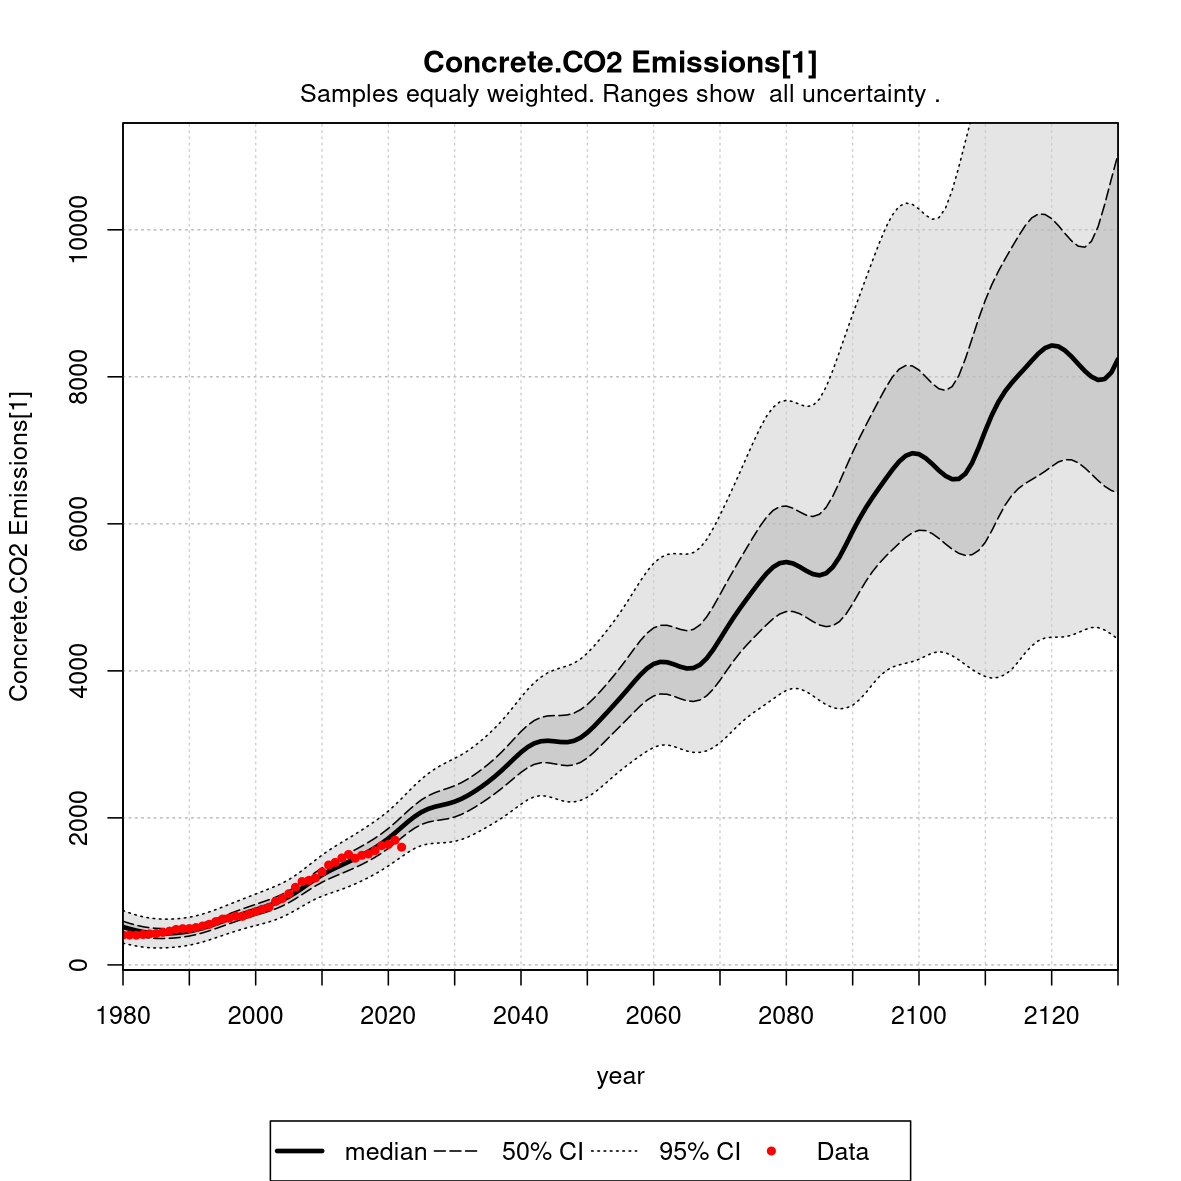 Concrete.CO2 Emissions[1]
Samples equaly weighted. Ranges show  all uncertainty .
Concrete.CO2 Emissions[1]
10000
8000
6000
4000
2000
0
1980 2000 2020 2040 2060 2080 2100 2120
year
median 50% CI 95% CI Data